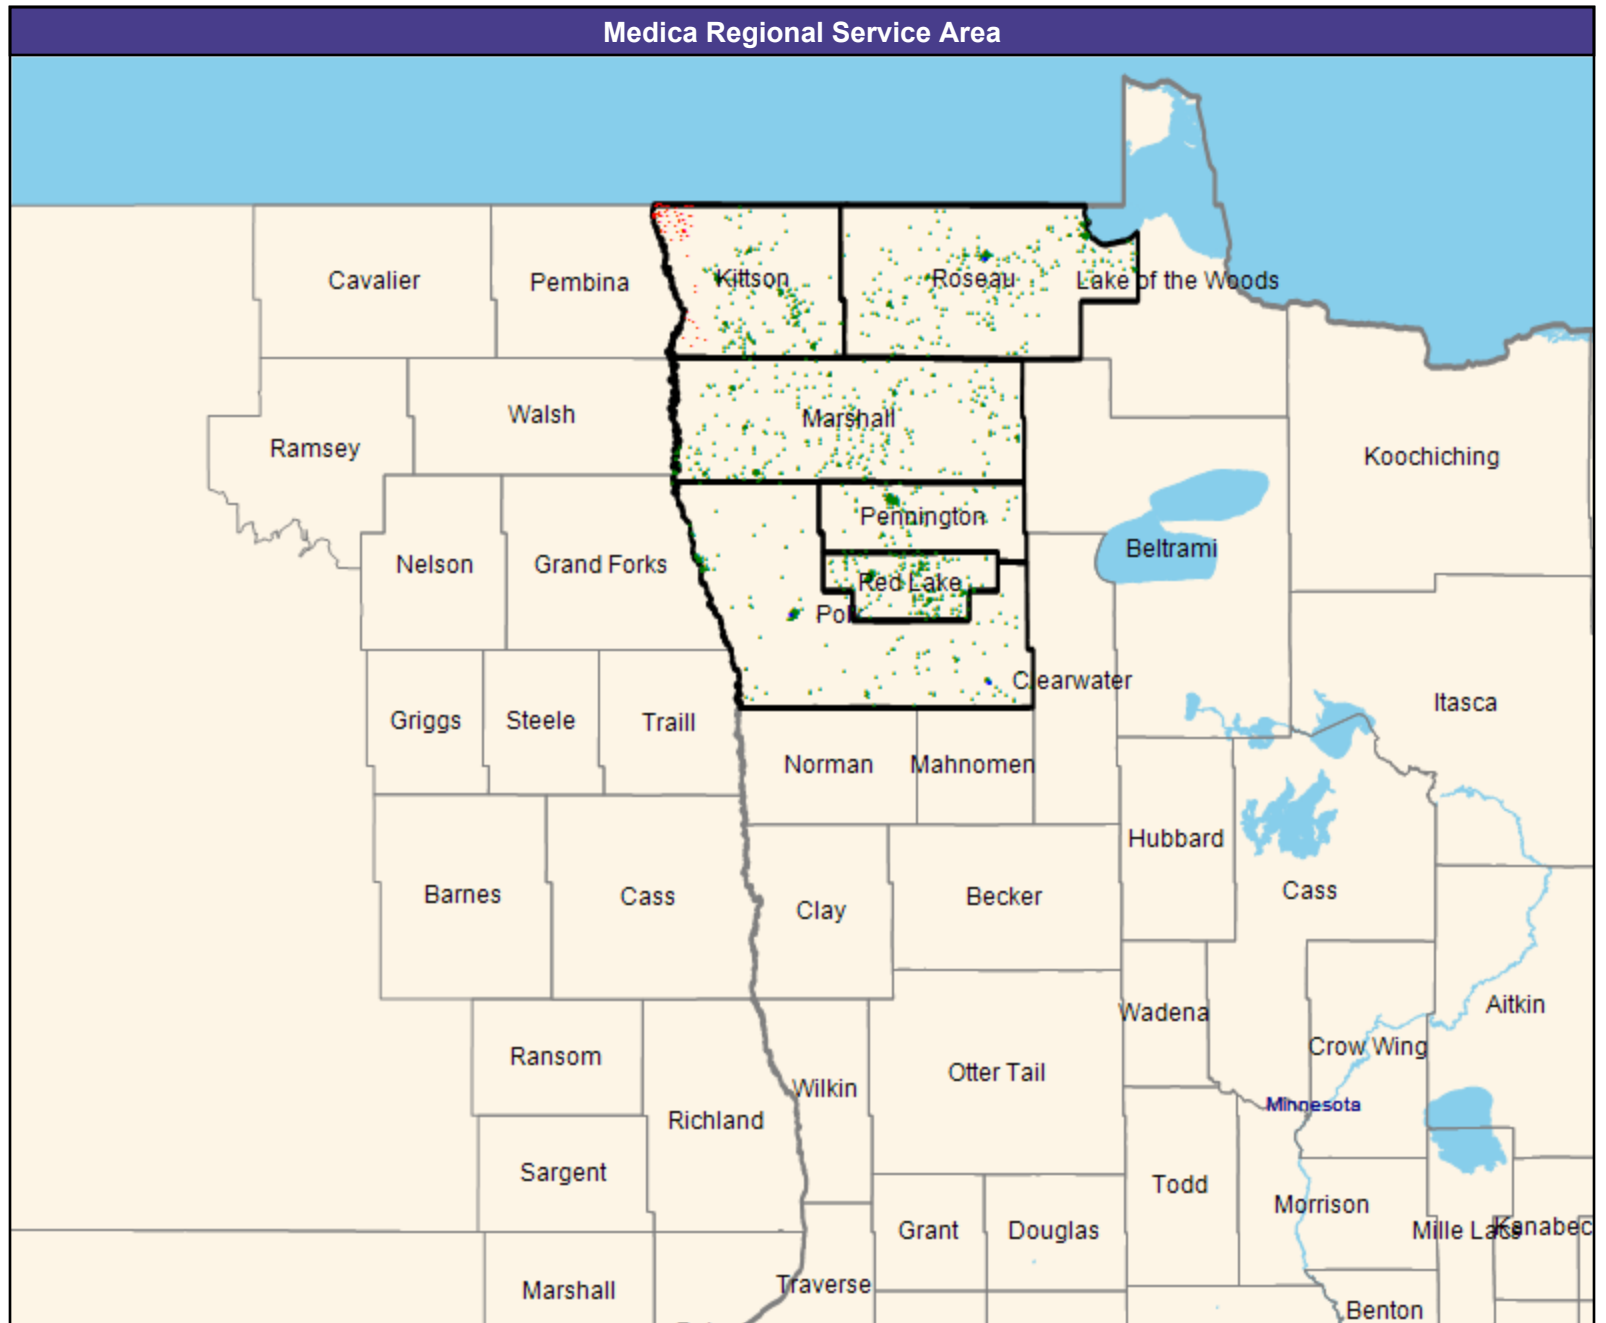 Medica Regional Service Area
Cavalier
Pembina
Kittson
Roseau
Lake of the Woods
Walsh
Marshall
Ramsey
Koochiching
Pennington
Nelson
Grand Forks
Beltrami
Red Lake
Polk
Clearwater
Griggs
Steele
Traill
Itasca
Norman
Mahnomen
Hubbard
Barnes
Cass
Clay
Becker
Cass
Wadena
Aitkin
Ransom
Crow Wing
Otter Tail
Wilkin
Minnesota
Richland
Sargent
Todd
Morrison
Grant
Douglas
Mille Lacs
Kanabec
Marshall
Traverse
Benton